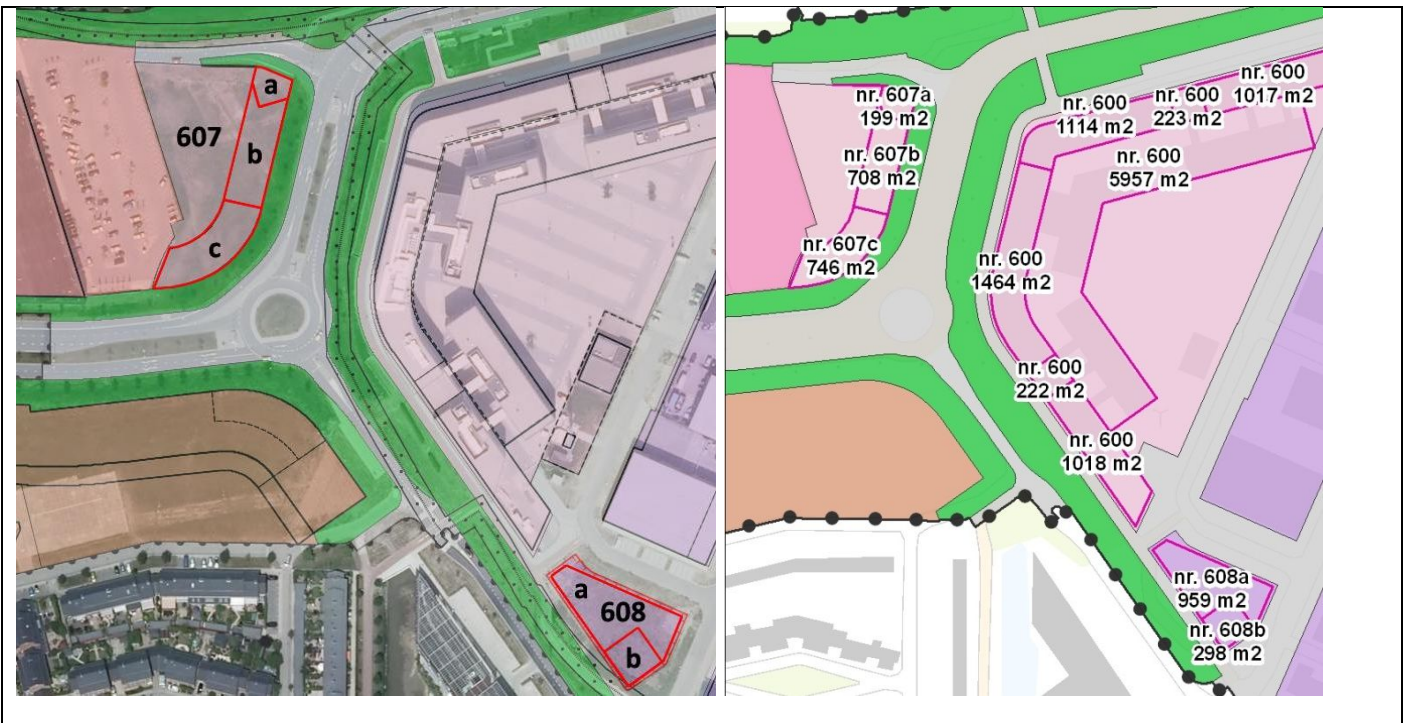 a
607
b
c
a
608
b
nr. 607a
199 m2
nr. 607b
708 m2
nr. 607c
746 m2
nr. 600
1017 m2
nr. 600
223 m2
nr. 600
1114 m2
nr. 600
5957 m2
nr. 600
1464 m2
nr. 600
222 m2
nr. 600
1018 m2
nr. 608a
959 m2
nr. 608b
298 m2